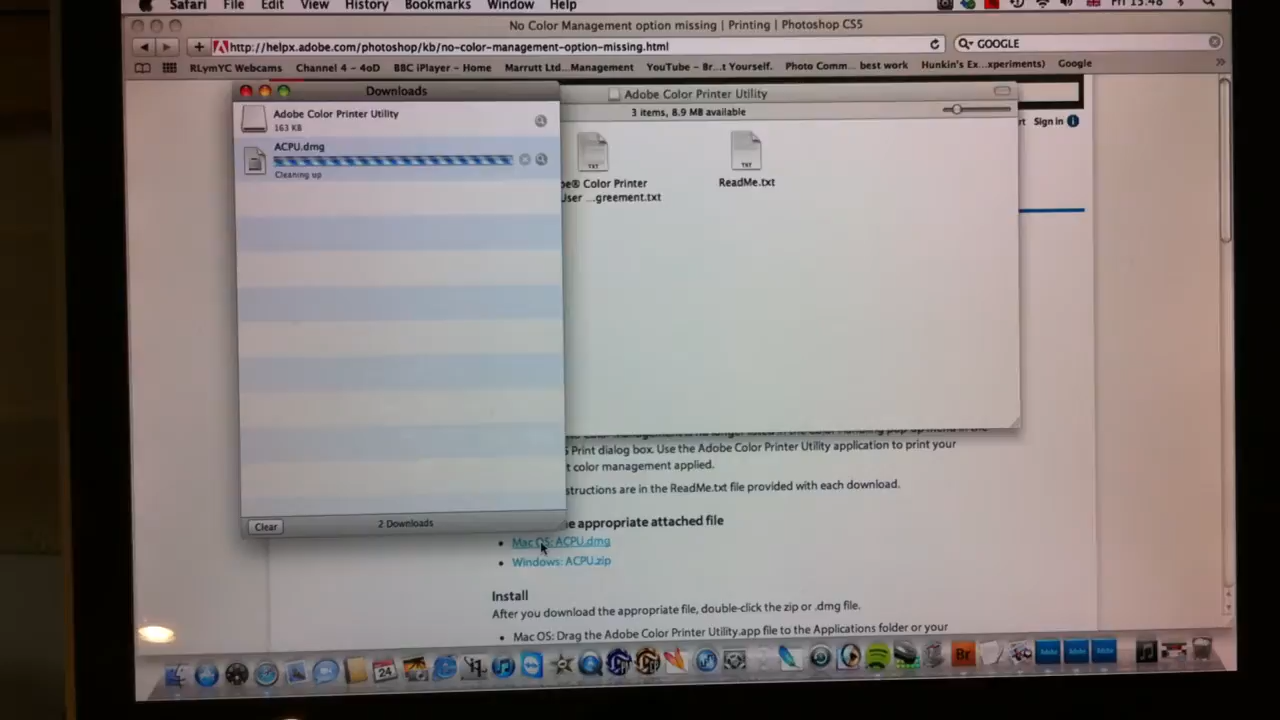 Safari File Edit View History Bookmarks Window Help Fri 15:48
No Color Management option missing | Printing | Photoshop CS5
http://helpx.adobe.com/photoshop/kb/no-color-management-option-missing.html
GOOGLE
RLymYC Webcams Channel 4 – 4oD BBC iPlayer – Home Marrutt Ltd...Management YouTube – Br...t Yourself. Photo Comm... best work Hunkin's Ex...xperiments) Google
Downloads
Adobe Color Printer Utility
163 KB
ACPU.dmg
Cleaning up
Clear
2 Downloads
Adobe Color Printer Utility
3 items, 8.9 MB available
TXT
be® Color Printer
User ...greement.txt
TXT
ReadMe.txt
rt Sign in
Print dialog box. Use the Adobe Color Printer Utility application to print your
t color management applied.
structions are in the ReadMe.txt file provided with each download.
e appropriate attached file
Mac OS: ACPU.dmg
Windows: ACPU.zip
Install
After you download the appropriate file, double-click the zip or .dmg file.
Mac OS: Drag the Adobe Color Printer Utility.app file to the Applications folder or your
24
Br